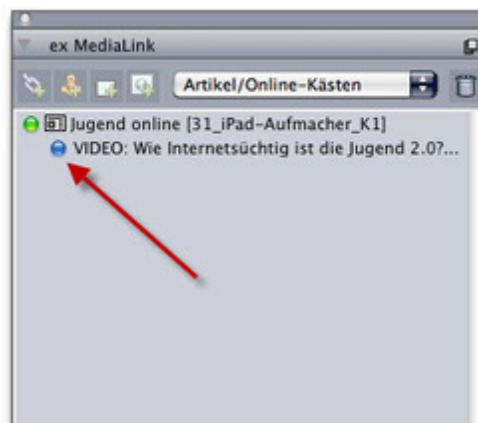 ex MediaLink
Artikel/Online-Kästen
Jugend online [31_iPad-Aufmacher_K1]
VIDEO: Wie Internetsüchtig ist die Jugend 2.0?...